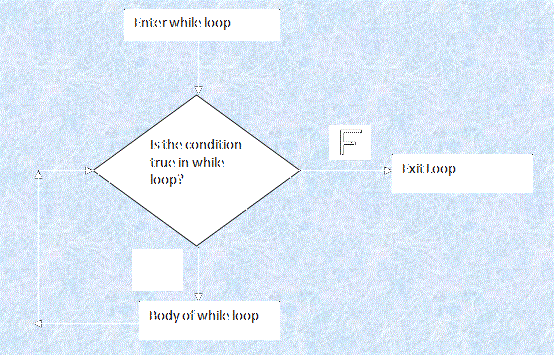 Enter while loop
Is the condition
true in while
loop?
F
Exit Loop
Body of while loop